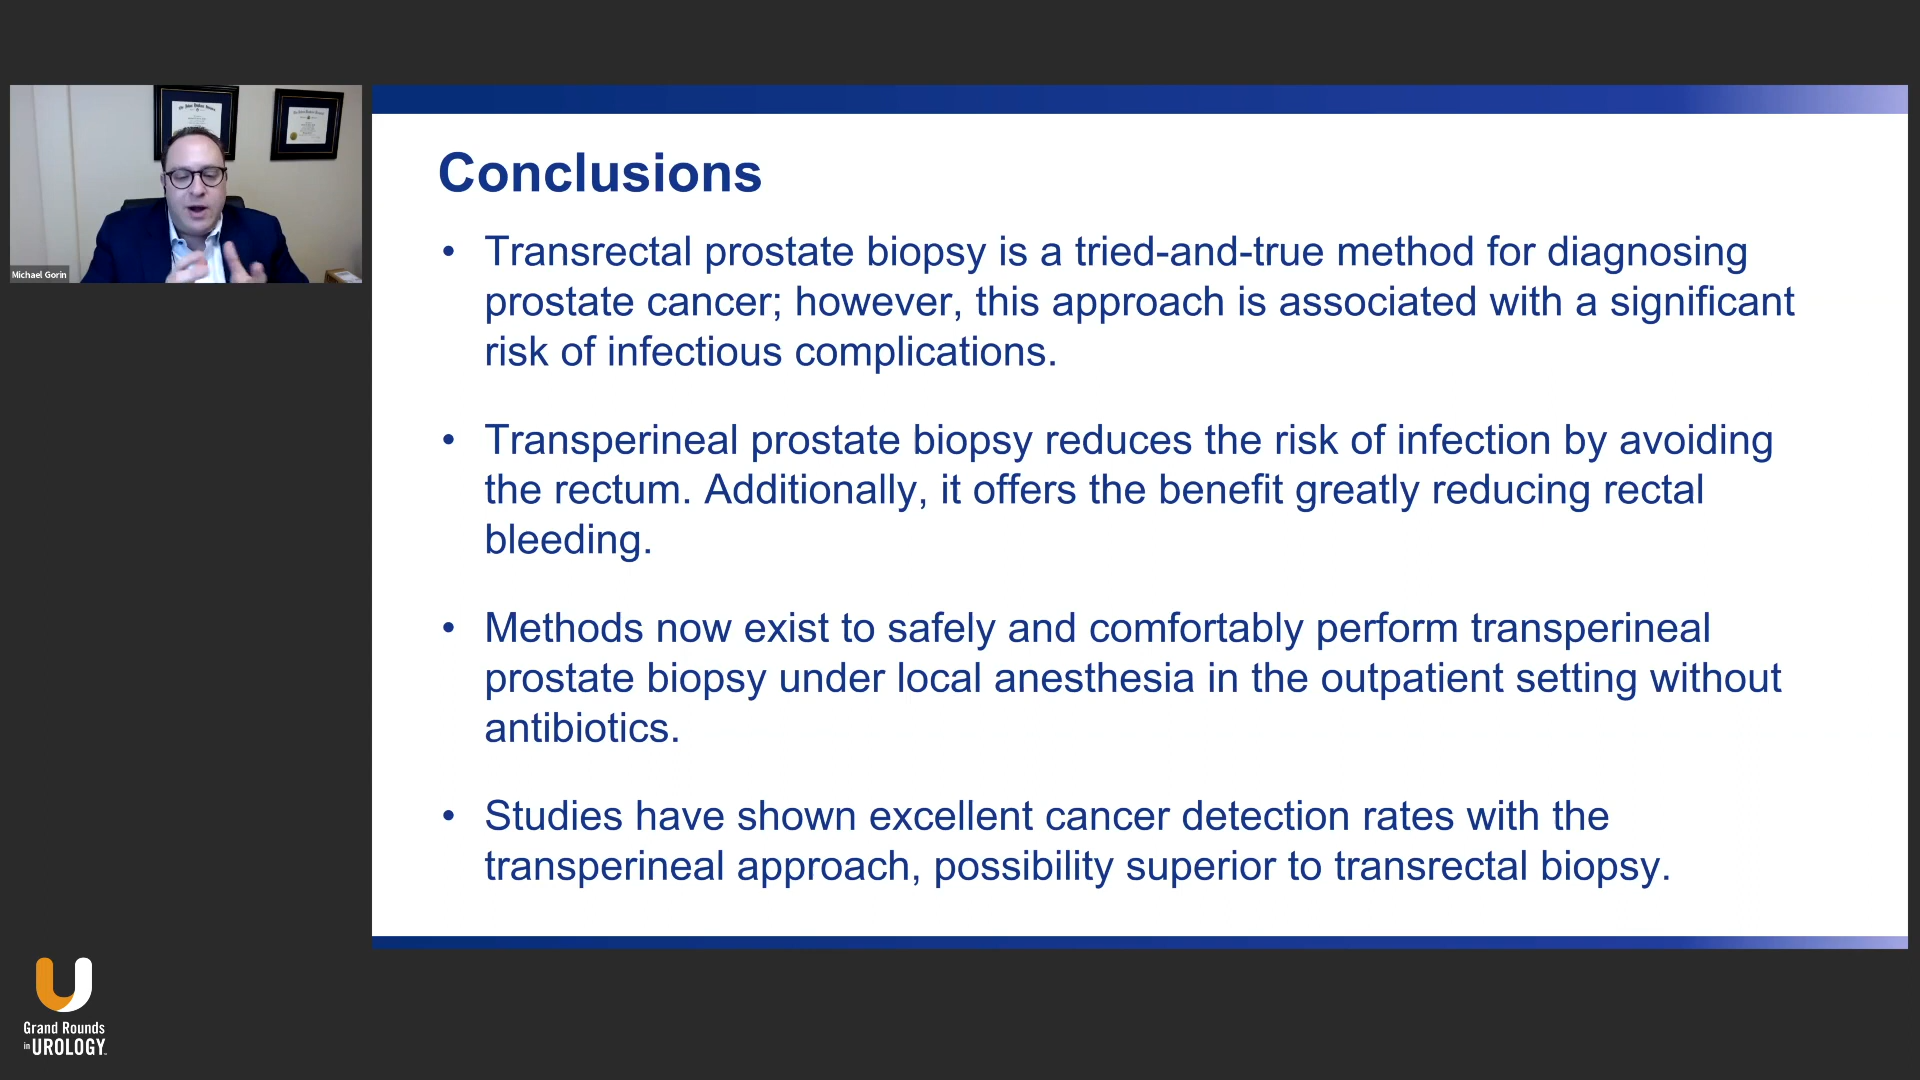 Michael Gorin
Conclusions
• Transrectal prostate biopsy is a tried-and-true method for diagnosing
prostate cancer; however, this approach is associated with a significant
risk of infectious complications.
• Transperineal prostate biopsy reduces the risk of infection by avoiding
the rectum. Additionally, it offers the benefit greatly reducing rectal
bleeding.
• Methods now exist to safely and comfortably perform transperineal
prostate biopsy under local anesthesia in the outpatient setting without
antibiotics.
• Studies have shown excellent cancer detection rates with the
transperineal approach, possibility superior to transrectal biopsy.
Grand Rounds
in UROLOGY